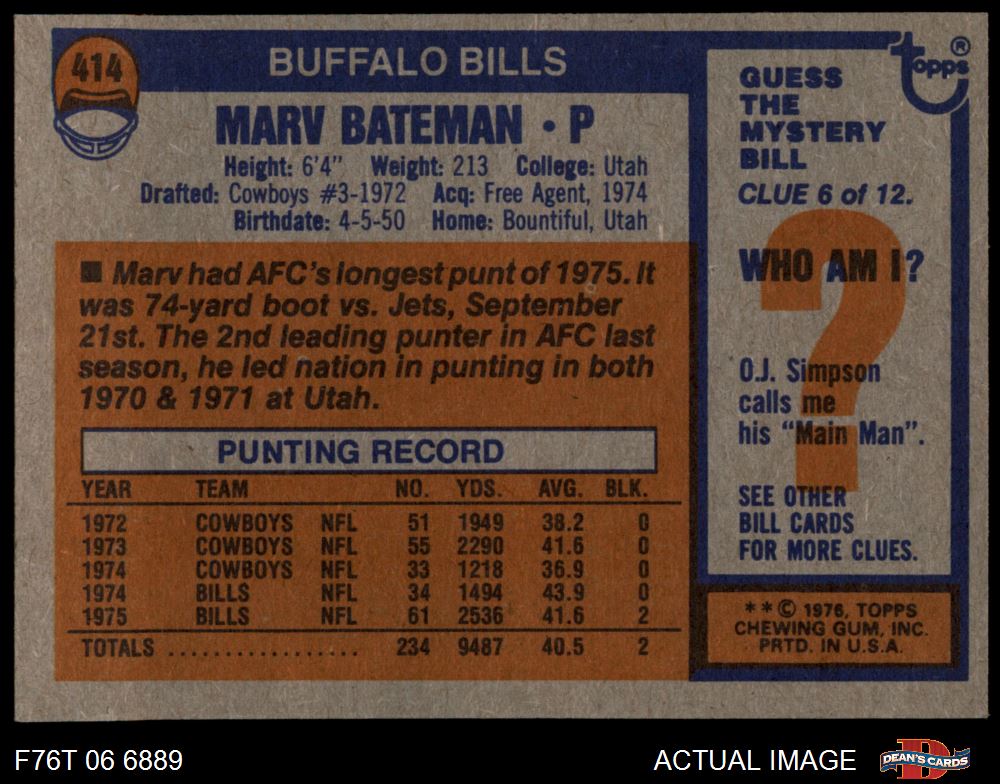 414
BUFFALO BILLS
MARV BATEMAN • P
Height: 6'4" Weight: 213 College: Utah
Drafted: Cowboys #3-1972 Acq: Free Agent, 1974
Birthdate: 4-5-50 Home: Bountiful, Utah
■ Marv had AFC's longest punt of 1975. It
was 74-yard boot vs. Jets, September
21st. The 2nd leading punter in AFC last
season, he led nation in punting in both
1970 & 1971 at Utah.
PUNTING RECORD
YEAR TEAM NO. YDS. AVG. BLK.
1972 COWBOYS NFL 51 1949 38.2 0
1973 COWBOYS NFL 55 2290 41.6 0
1974 COWBOYS NFL 33 1218 36.9 0
1974 BILLS NFL 34 1494 43.9 0
1975 BILLS NFL 61 2536 41.6 2
TOTALS ................. 234 9487 40.5 2
topps ®
GUESS
THE
MYSTERY
BILL
CLUE 6 of 12.
?
WHO AM I?
O.J. Simpson
calls me
his "Main Man".
SEE OTHER
BILL CARDS
FOR MORE CLUES.
* * © 1976, TOPPS
CHEWING GUM, INC.
PRTD. IN U.S.A.
F76T 06 6889
ACTUAL IMAGE
D
DEAN'S CARDS